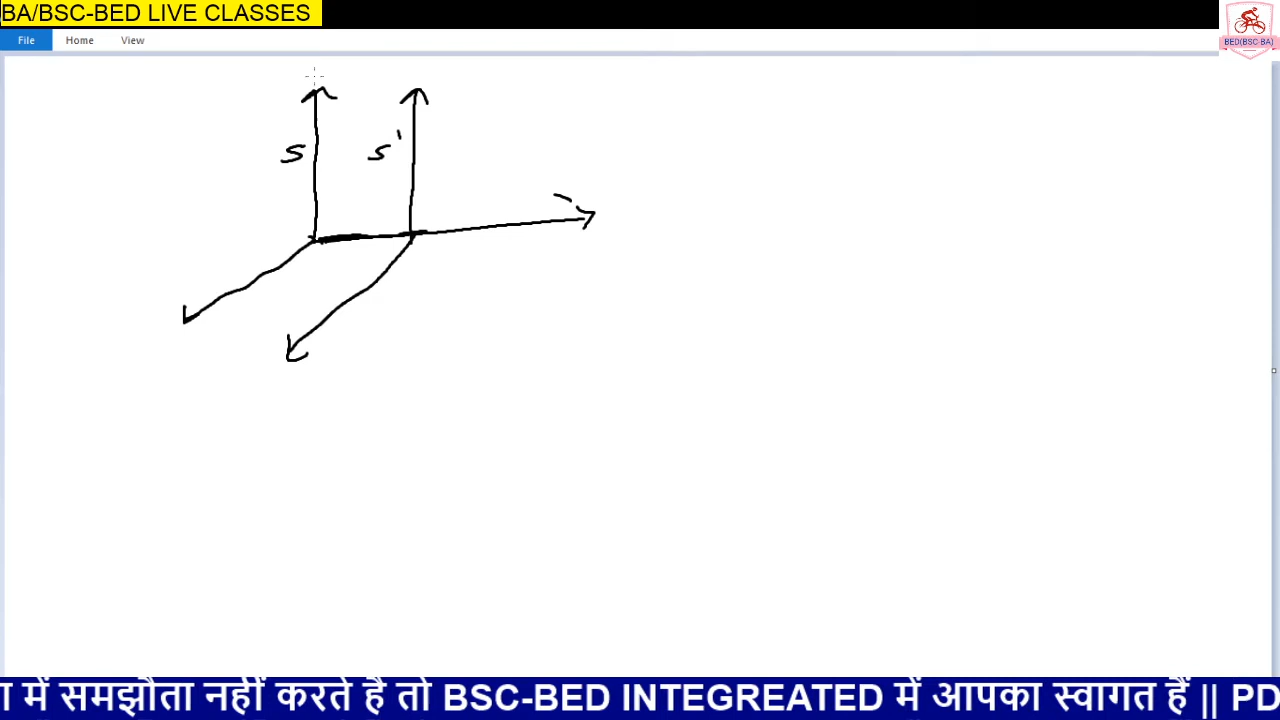 BA/BSC-BED LIVE CLASSES
File Home View
BED(BSC BA)
S S'
में समझौता नहीं करते है तो BSC-BED INTEGREATED में आपका स्वागत हैं || PD